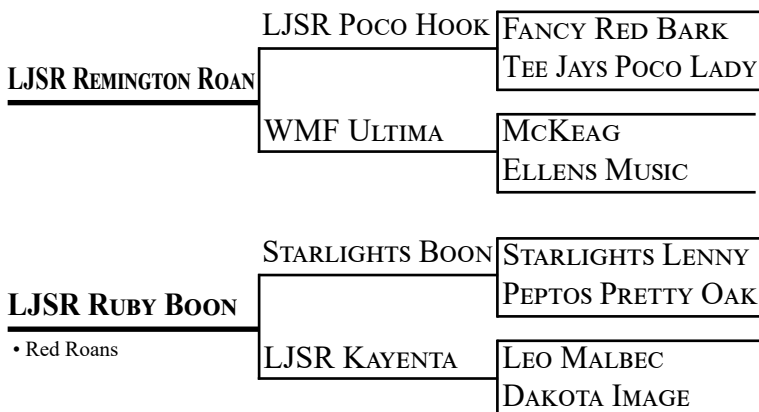 LJSR Poco Hook
Fancy Red Bark
Tee Jays Poco Lady
LJSR Remington Roan
WMF Ultima
McKeag
Ellens Music
Starlights Boon
Starlights Lenny
Peptos Pretty Oak
LJSR Ruby Boon
• Red Roans
LJSR Kayenta
Leo Malbec
Dakota Image